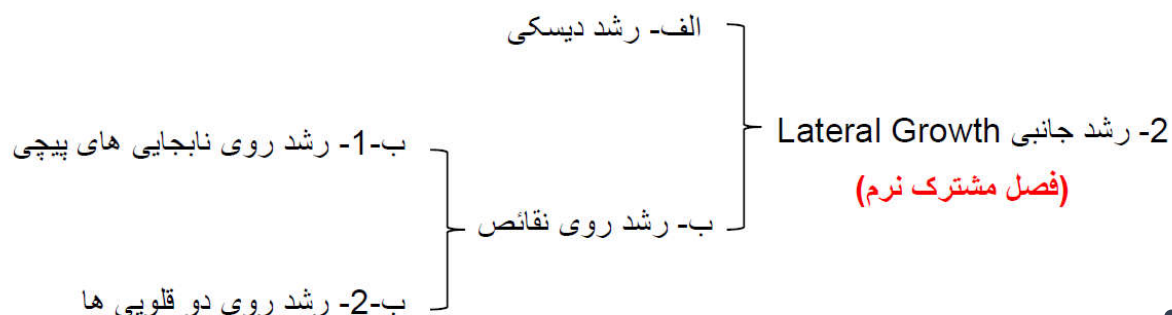 2- رشد جانبی Lateral Growth
(فصل مشترک نرم)
الف- رشد دیسکی
ب- رشد روی نقائص
ب-1- رشد روی نابجایی های پیچی
ب-2- رشد روی دو قلویی ها